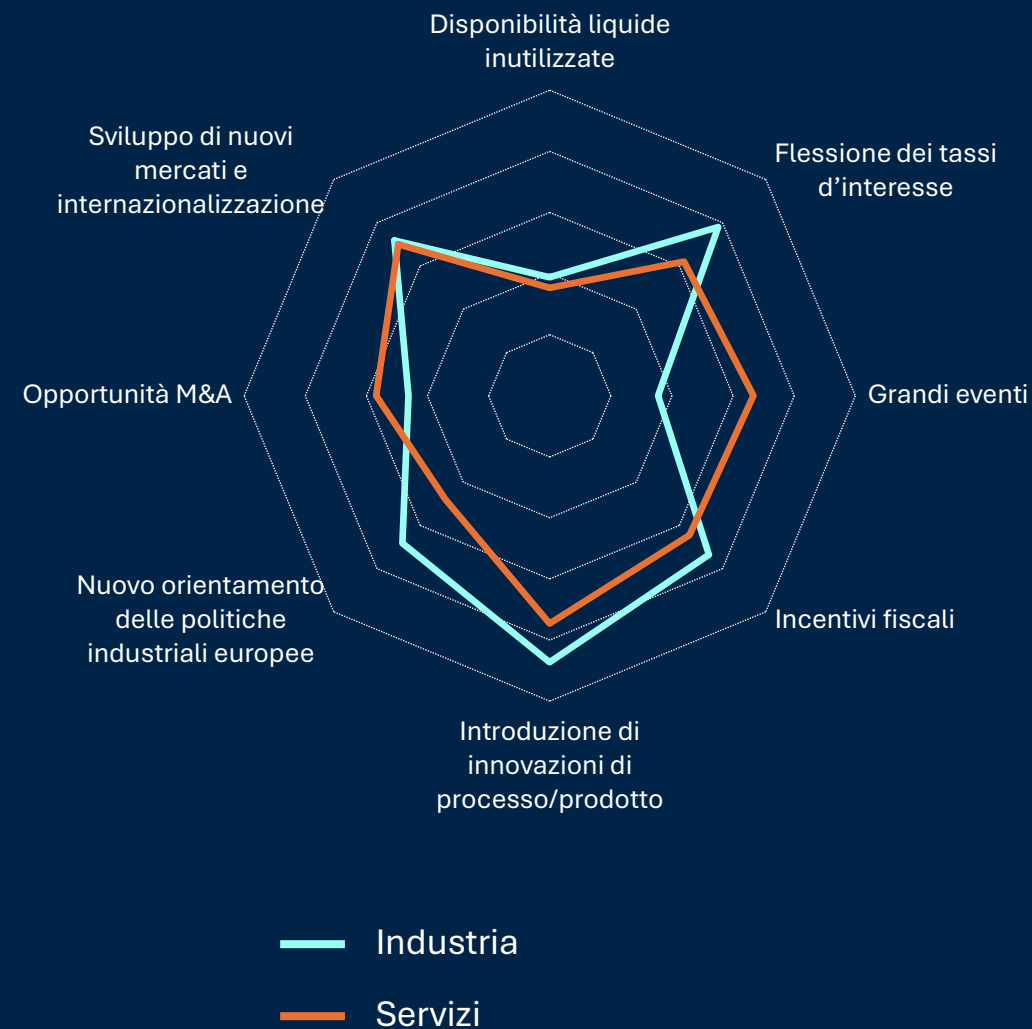 Disponibilità liquide
inutilizzate
Sviluppo di nuovi
mercati e
internazionalizzazione
Flessione dei tassi
d’interesse
Opportunità M&A
Grandi eventi
Nuovo orientamento
delle politiche
industriali europee
Incentivi fiscali
Introduzione di
innovazioni di
processo/prodotto
Industria
Servizi